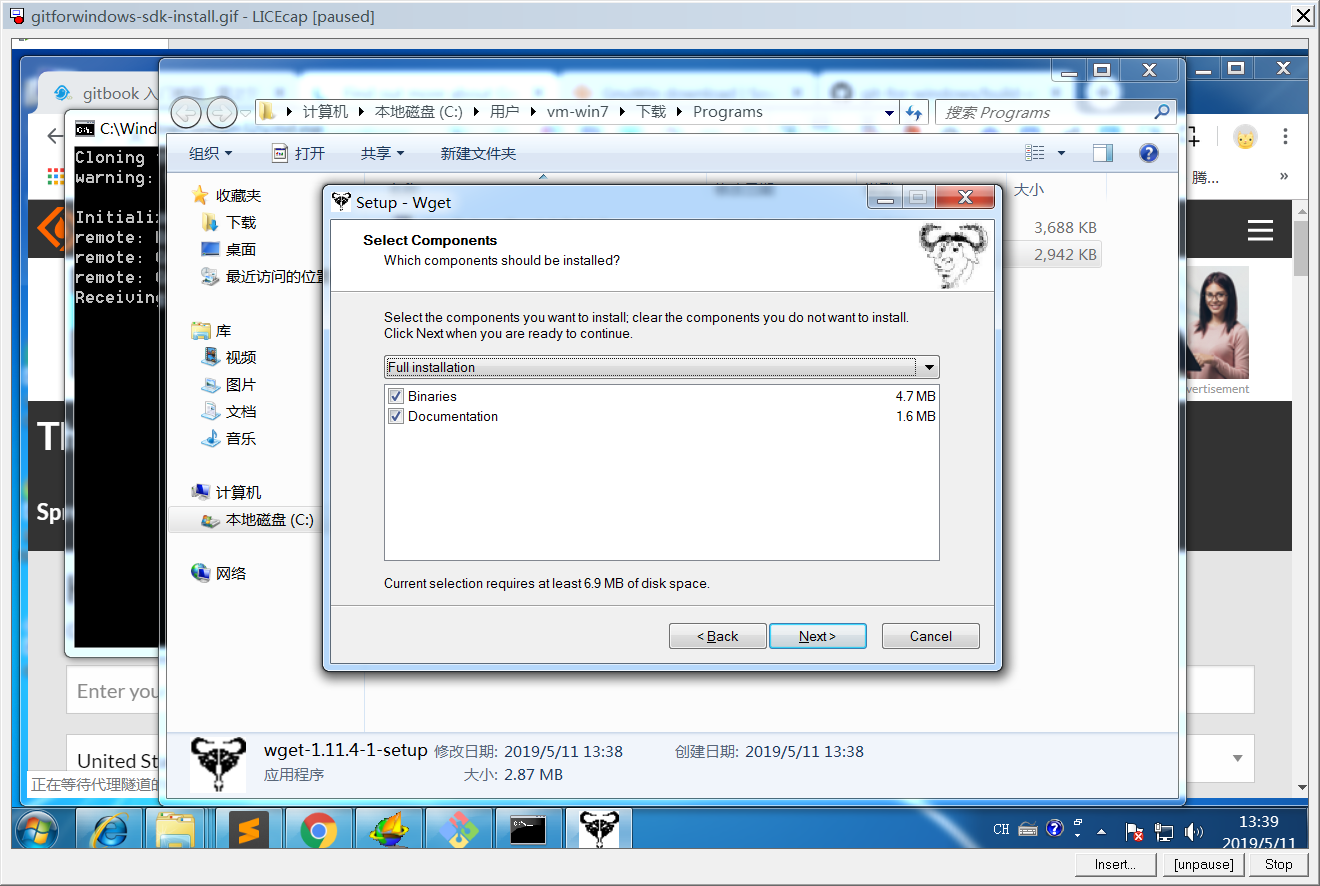 gitforwindows-sdk-install.gif - LICEcap [paused]
gitbook 入
计算机 本地磁盘 (C:) 用户 vm-win7 下载 Programs
搜索 Programs
C:\Wind
组织 打开 共享 新建文件夹
Cloning
warning:
Initializ
remote:
remote:
remote:
Receiving
腾...
»
收藏夹
下载
桌面
最近访问的位置
库
视频
图片
文档
音乐
计算机
本地磁盘 (C:)
网络
大小
3,688 KB
2,942 KB
Setup - Wget
Select Components
Which components should be installed?
Select the components you want to install; clear the components you do not want to install.
Click Next when you are ready to continue.
Full installation
Binaries 4.7 MB
Documentation 1.6 MB
Current selection requires at least 6.9 MB of disk space.
< Back Next > Cancel
vertisement
Enter you
United St
正在等待代理隧道的
wget-1.11.4-1-setup 修改日期: 2019/5/11 13:38 创建日期: 2019/5/11 13:38
应用程序 大小: 2.87 MB
CH
13:39
2019/5/11
Insert... [unpause] Stop